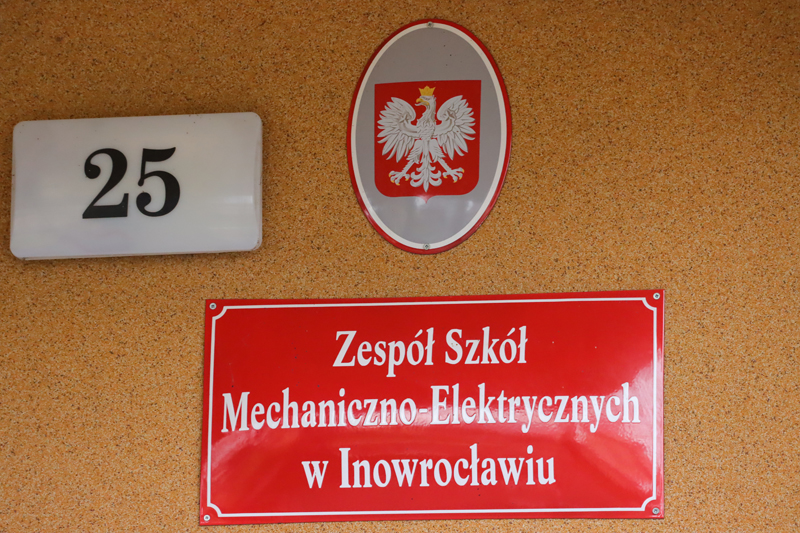 25
Zespół Szkół
Mechaniczno-Elektrycznych
w Inowrocławiu